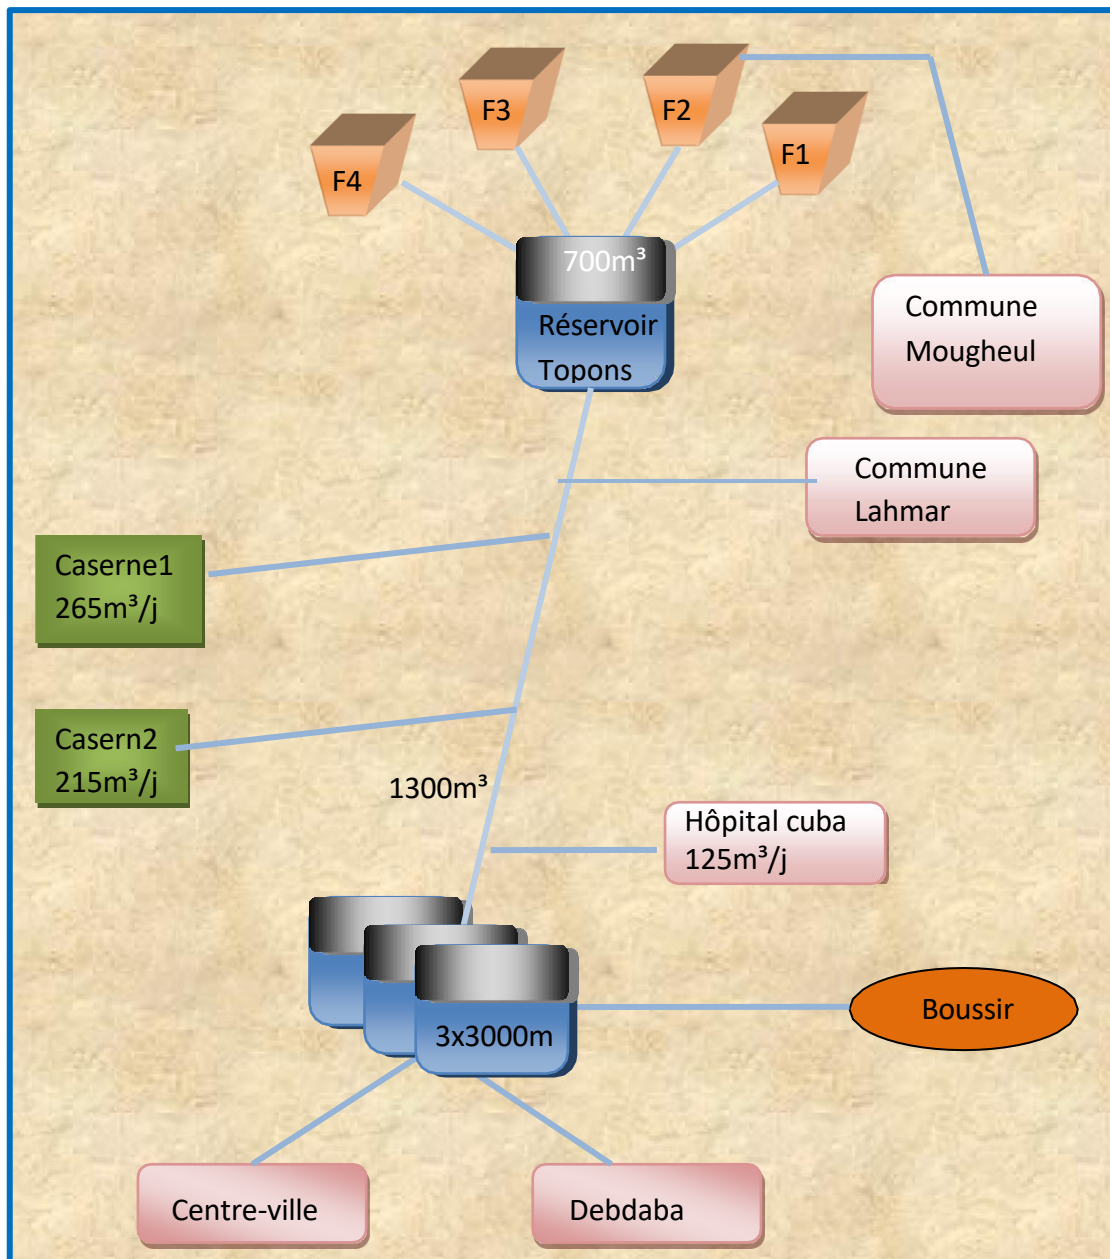 F3
F2
F1
F4
700m³
Réservoir
Topons
Commune
Mougheul
Commune
Lahmar
Caserne1
265m³/j
Casern2
215m³/j
1300m³
Hôpital cuba
125m³/j
Boussir
3x3000m
Centre-ville
Debdaba